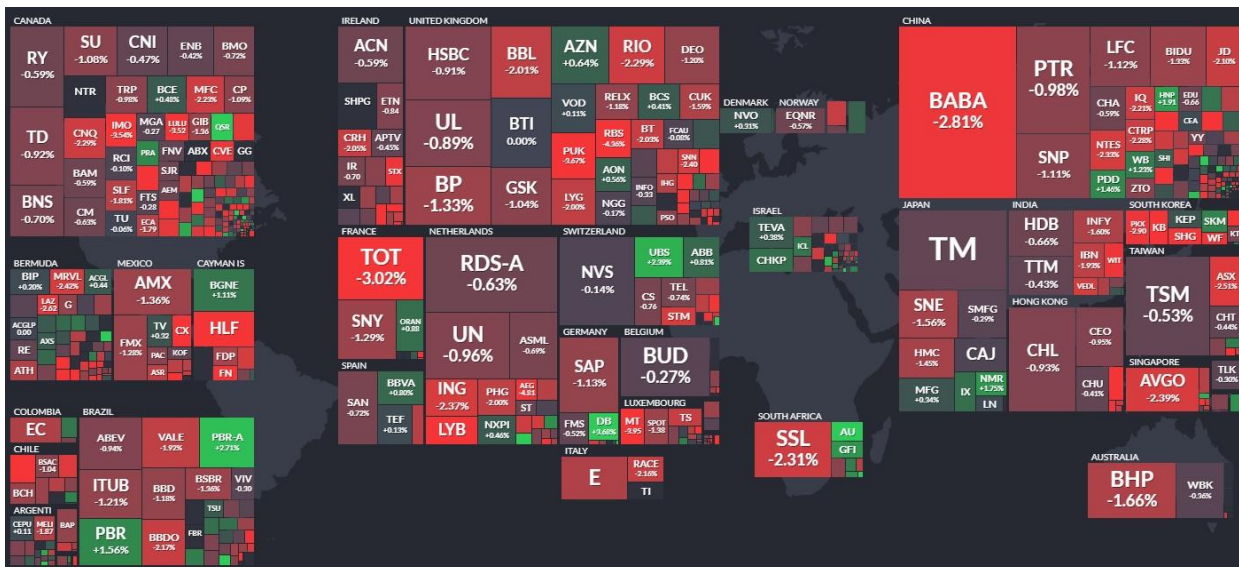 CANADA
RY
-0.59%
SU
-1.08%
CNI
-0.47%
ENB
-0.42%
BMO
-0.72%
NTR
TRP
-0.98%
BCE
+0.48%
MFC
-2.23%
CP
-1.09%
TD
-0.92%
CNQ
-2.29%
IMO
-3.54%
MGA
-0.27
LULU
-3.52
GIB
-1.36
QSR
RCI
-0.10%
PBA
FNV
ABX
CVE
GG
BAM
-0.59%
SJR
BNS
-0.70%
SLF
-1.81%
FTS
-0.28
AEM
CM
-0.63%
TU
-0.06%
ECA
-1.79
IRELAND
ACN
-0.59%
SHPG
ETN
-0.84
CRH
-2.05%
APTV
-0.45%
IR
-0.70
STX
XL
UNITED KINGDOM
HSBC
-0.91%
BBL
-2.01%
AZN
+0.64%
RIO
-2.29%
DEO
-1.20%
UL
-0.89%
BTI
0.00%
VOD
+0.11%
RELX
-1.18%
BCS
+0.41%
CUK
-1.59%
PUK
-3.67%
RBS
-4.36%
BT
-2.03%
FCAU
-0.08%
BP
-1.33%
GSK
-1.04%
AON
+0.56%
SNN
-2.40
LYG
-2.00%
NGG
-0.17%
INFO
-0.33
IHG
PSO
DENMARK
NVO
+0.31%
NORWAY
EQNR
-0.57%
CHINA
BABA
-2.81%
PTR
-0.98%
LFC
-1.12%
BIDU
-1.33%
JD
-2.10%
CHA
-0.59%
IQ
-2.21%
HNP
+1.91
EDU
-0.66
CEA
NTES
-2.33%
CTRP
-2.28%
YY
SNP
-1.11%
WB
+1.23%
SHI
PDD
+1.46%
ZTO
BERMUDA
BIP
+0.20%
MRVL
-2.42%
ACGL
+0.44
LAZ
-2.62
G
ACGLP
0.00
AXS
RE
ATH
MEXICO
AMX
-1.36%
FMX
-1.28%
TV
+0.32
CX
PAC
KOF
ASR
CAYMAN IS
BGNE
+1.11%
HLF
FDP
FN
FRANCE
TOT
-3.02%
SNY
-1.29%
ORAN
+0.88
NETHERLANDS
RDS-A
-0.63%
UN
-0.96%
ASML
-0.69%
ING
-2.37%
PHG
-2.00%
AEG
-4.81
ST
LYB
NXPI
+0.46%
SWITZERLAND
NVS
-0.14%
UBS
+2.39%
ABB
+0.81%
CS
-0.76
TEL
-0.74%
STM
ISRAEL
TEVA
+0.38%
ICL
CHKP
SPAIN
SAN
-0.72%
BBVA
+0.80%
TEF
+0.13%
GERMANY
SAP
-1.13%
FMS
-0.52%
DB
+3.68%
BELGIUM
BUD
-0.27%
LUXEMBOURG
MT
-3.95
SPOT
-1.38
TS
JAPAN
TM
SNE
-1.56%
SMFG
-0.29%
HMC
-1.45%
CAJ
MFG
+0.34%
IX
NMR
+1.75%
LN
INDIA
HDB
-0.66%
INFY
-1.60%
TTM
-0.43%
IBN
-1.93%
WIT
VEDL
SOUTH KOREA
PKX
-2.90
KB
KEP
SKM
SHG
WF
KT
TAIWAN
TSM
-0.53%
ASX
-2.51%
CHT
-0.44%
HONG KONG
CHL
-0.93%
CEO
-0.95%
CHU
-0.41%
SINGAPORE
AVGO
-2.39%
TLK
-0.30%
COLOMBIA
EC
CHILE
BSAC
-1.04
BCH
ARGENTI
CEPU
+0.11
MELI
-1.87
BAP
BRAZIL
ABEV
-0.94%
VALE
-1.92%
PBR-A
+2.71%
ITUB
-1.21%
BBD
-1.18%
BSBR
-1.36%
VIV
-0.30
TSU
PBR
+1.56%
BBDO
-2.17%
FBR
ITALY
E
RACE
-2.16%
TI
SOUTH AFRICA
SSL
-2.31%
AU
GFI
AUSTRALIA
BHP
-1.66%
WBK
-0.36%